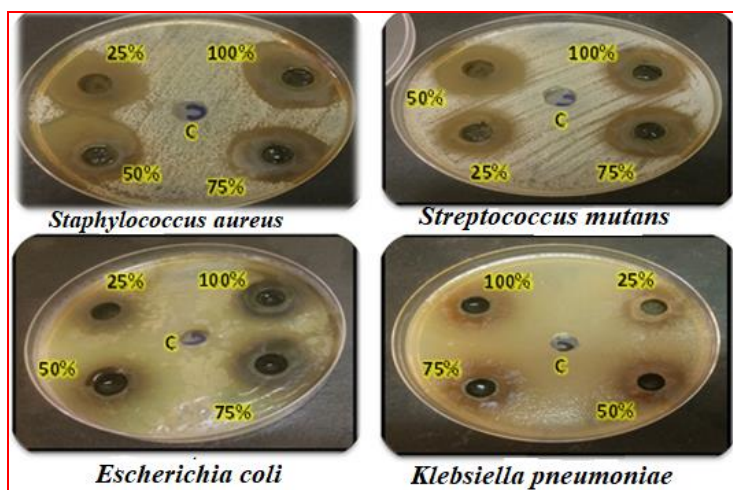 25% 100%
C
50% 75%
Staphylococcus aureus
100%
50% C
25% 75%
Streptococcus mutans
25% 100%
C
50%
75%
Escherichia coli
100% 25%
C
75% 50%
Klebsiella pneumoniae